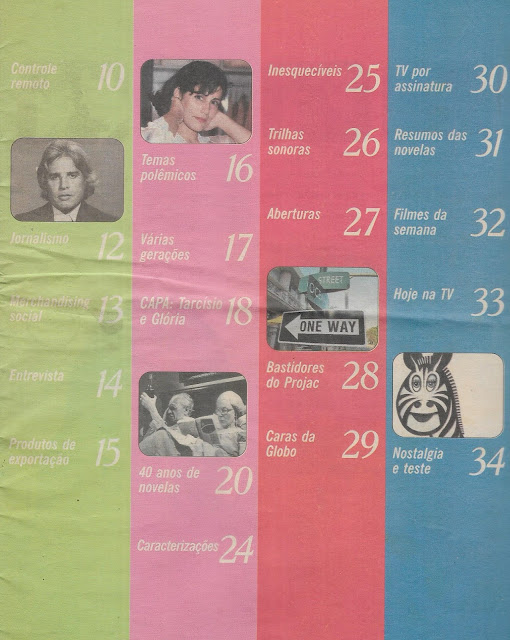 Controle
remoto 10
Jornalismo 12
Merchandising
social 13
Entrevista 14
Produtos de
exportação 15
Temas
polêmicos 16
Várias
gerações 17
CAPA: Tarcísio
e Glória 18
40 anos de
novelas 20
Caracterizações 24
Inesquecíveis 25
Trilhas
sonoras 26
Aberturas 27
STREET
ONE WAY
Bastidores
do Projac 28
Caras da
Globo 29
TV por
assinatura 30
Resumos das
novelas 31
Filmes da
semana 32
Hoje na TV 33
Nostalgia
e teste 34